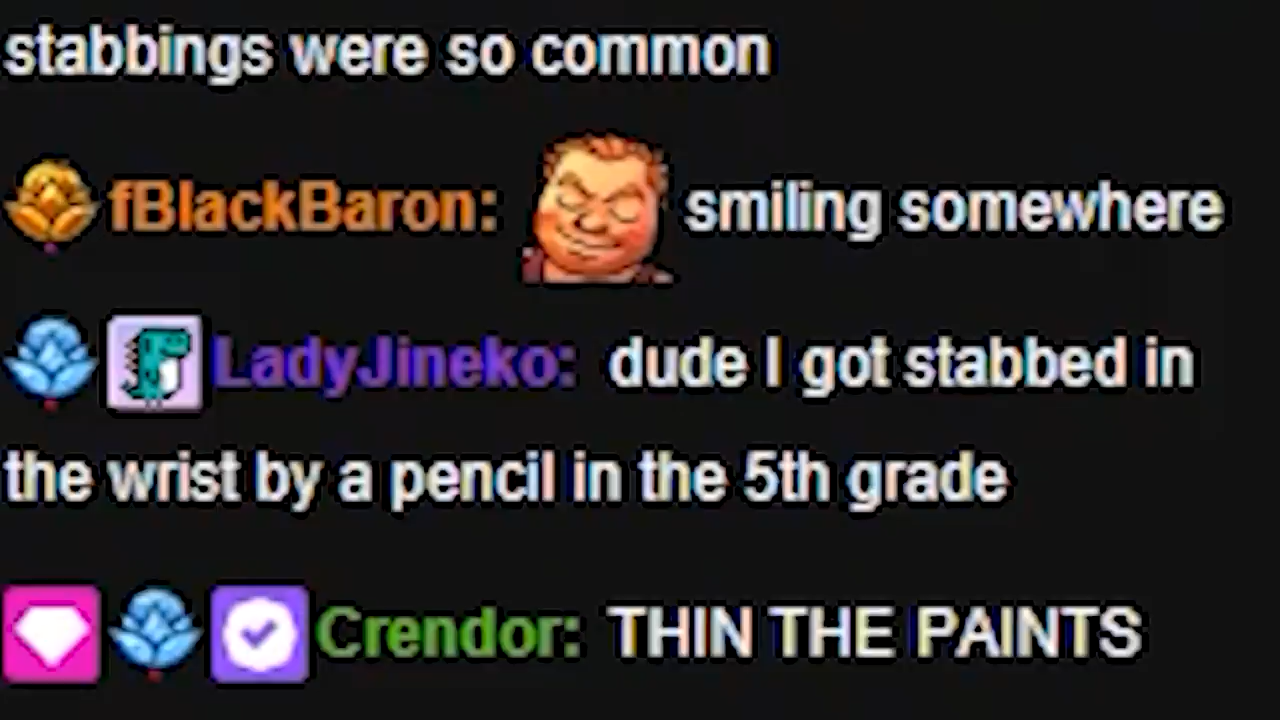 stabbings were so common
fBlackBaron: smiling somewhere
LadyJineko: dude I got stabbed in
the wrist by a pencil in the 5th grade
Crendor: THIN THE PAINTS